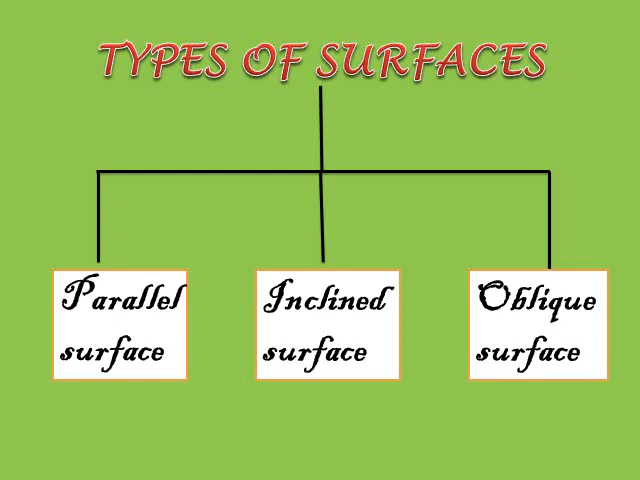 TYPES OF SURFACES
Parallel
surface
Inclined
surface
Oblique
surface